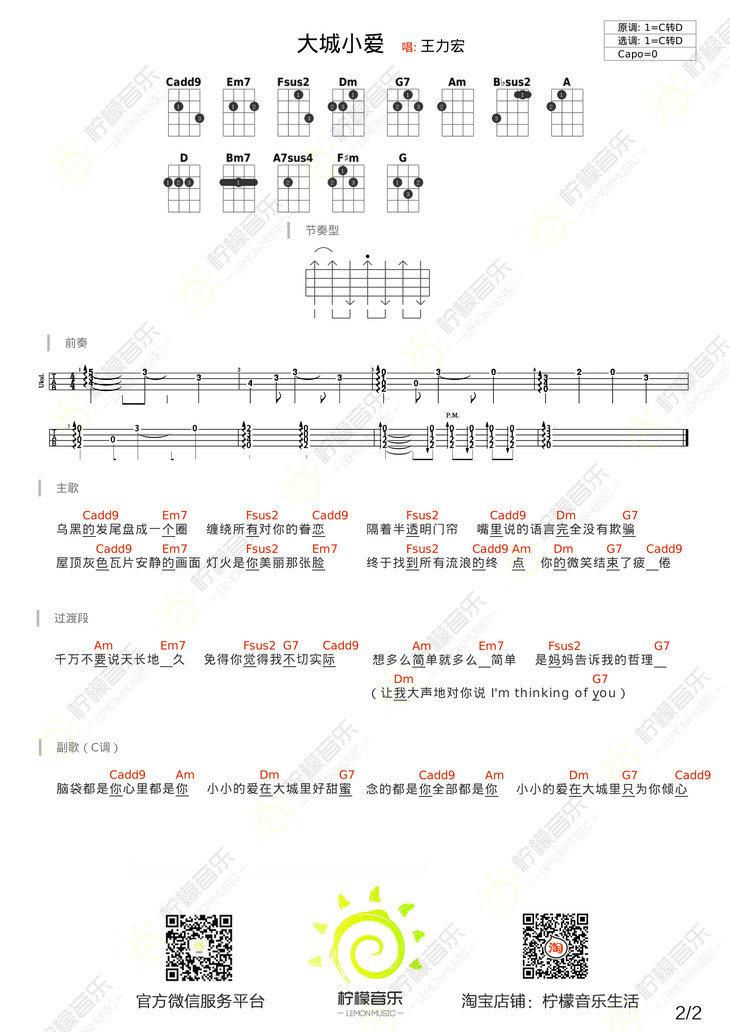 大城小爱 唱: 王力宏
原调: 1=C转D
选调: 1=C转D
Capo=0
Cadd9 Em7 Fsus2 Dm G7 Am B♭sus2 A
D Bm7 A7sus4 F♯m G
节奏型
前奏
P.M.
主歌
Cadd9 Em7 Fsus2 Cadd9 Fsus2 Cadd9 Dm G7
乌黑的发尾盘成一个圈 缠绕所有对你的眷恋 隔着半透明门帘 嘴里说的语言完全没有欺骗
Cadd9 Em7 Fsus2 Em7 Fsus2 Cadd9 Am Dm G7 Cadd9
屋顶灰色瓦片安静的画面 灯火是你美丽那张脸 终于找到所有流浪的终 点 你的微笑结束了疲 倦
过渡段
Am Em7 Fsus2 G7 Cadd9 Am Em7 Fsus2 G7
千万不要说天长地 久 免得你觉得我不切实际 想多么简单就多么 简单 是妈妈告诉我的哲理
Dm G7
(让我大声地对你说 I'm thinking of you)
副歌(C调)
Cadd9 Am Dm G7 Cadd9 Am Dm G7 Cadd9
脑袋都是你心里都是你 小小的爱在大城里好甜蜜 念的都是你全部都是你 小小的爱在大城里只为你倾心
官方微信服务平台
柠檬音乐
LEMONMUSIC
淘
淘宝店铺：柠檬音乐生活
2/2